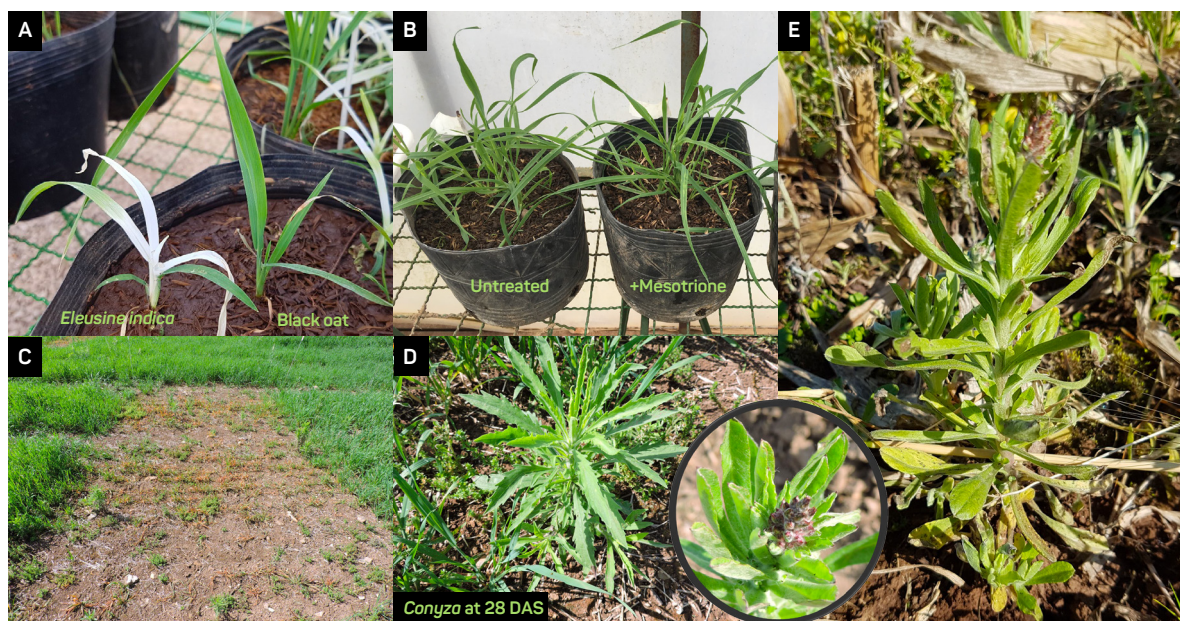 A
Eleusine indica
Black oat
B
Untreated
+Mesotrione
C
D
Conyza at 28 DAS
E